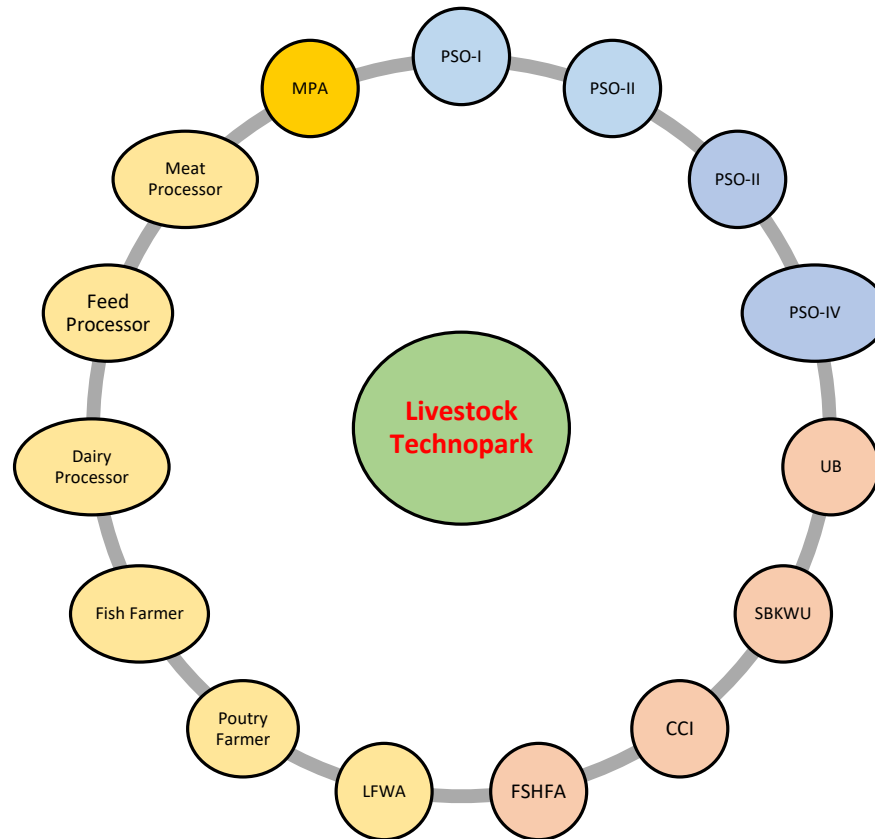 PSO-I
PSO-II
PSO-II
PSO-IV
UB
SBKWU
CCI
FSHFA
LFWA
Poutry
Farmer
Fish Farmer
Dairy
Processor
Feed
Processor
Meat
Processor
MPA
Livestock
Technopark